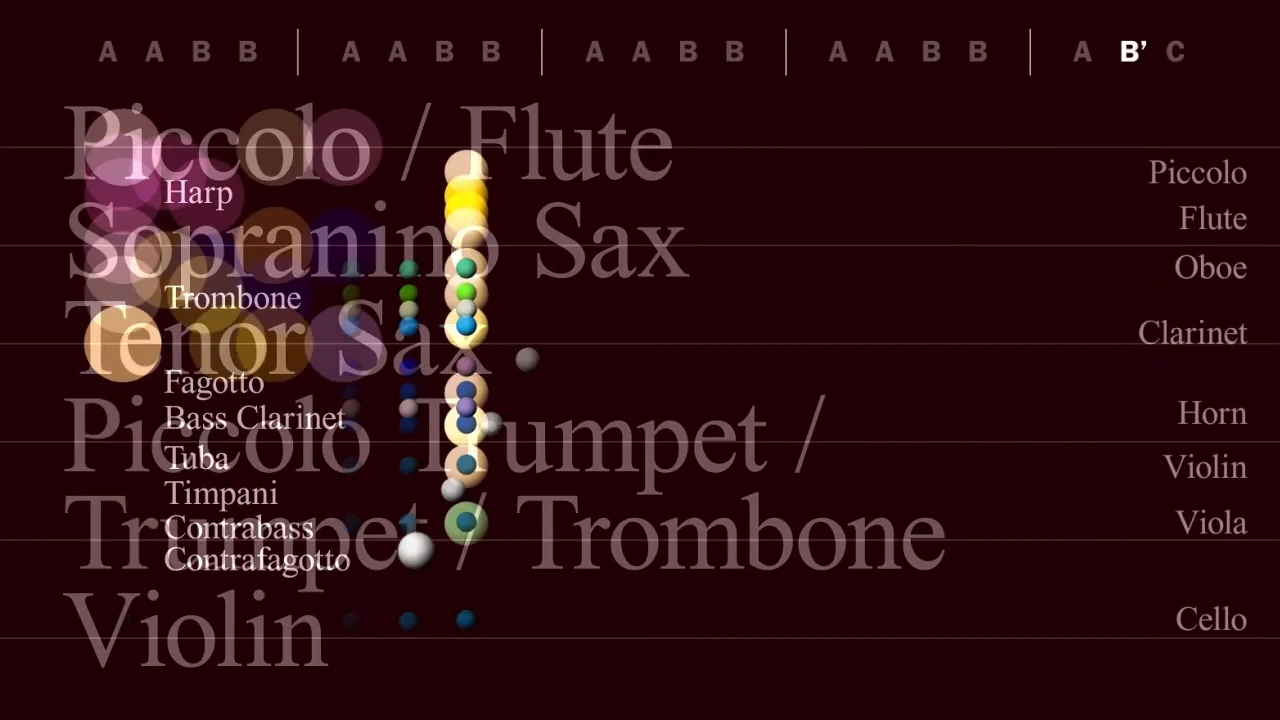 A A B B | A A B B | A A B B | A A B B | A B’ C
Piccolo / Flute
Sopranino Sax
Tenor Sax
Piccolo Trumpet /
Trumpet / Trombone
Violin
Harp
Trombone
Fagotto
Bass Clarinet
Tuba
Timpani
Contrabass
Contrafagotto
Piccolo
Flute
Oboe
Clarinet
Horn
Violin
Viola
Cello